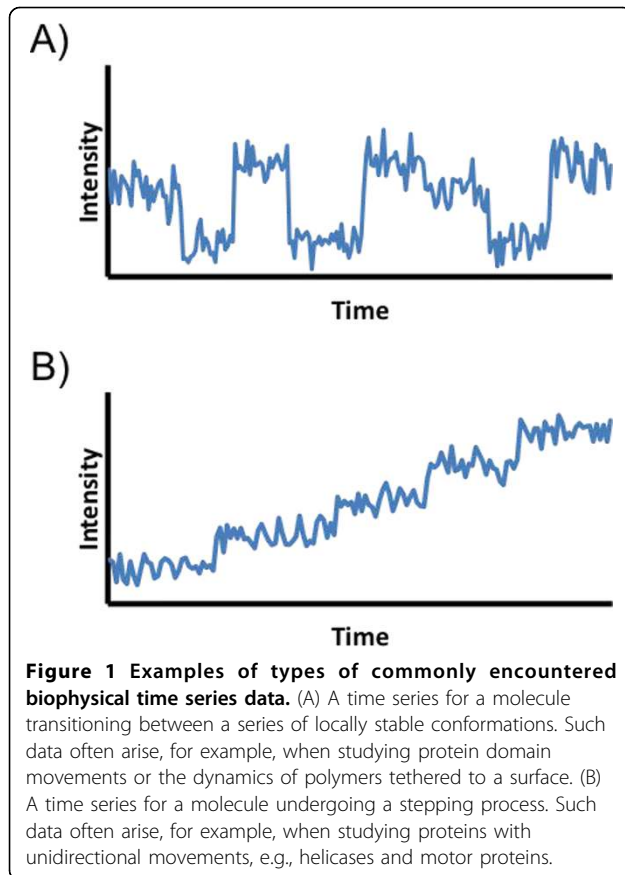 A)
Intensity
Time
B)
Intensity
Time
Figure 1 Examples of types of commonly encountered
biophysical time series data. (A) A time series for a molecule
transitioning between a series of locally stable conformations. Such
data often arise, for example, when studying protein domain
movements or the dynamics of polymers tethered to a surface. (B)
A time series for a molecule undergoing a stepping process. Such
data often arise, for example, when studying proteins with
unidirectional movements, e.g., helicases and motor proteins.